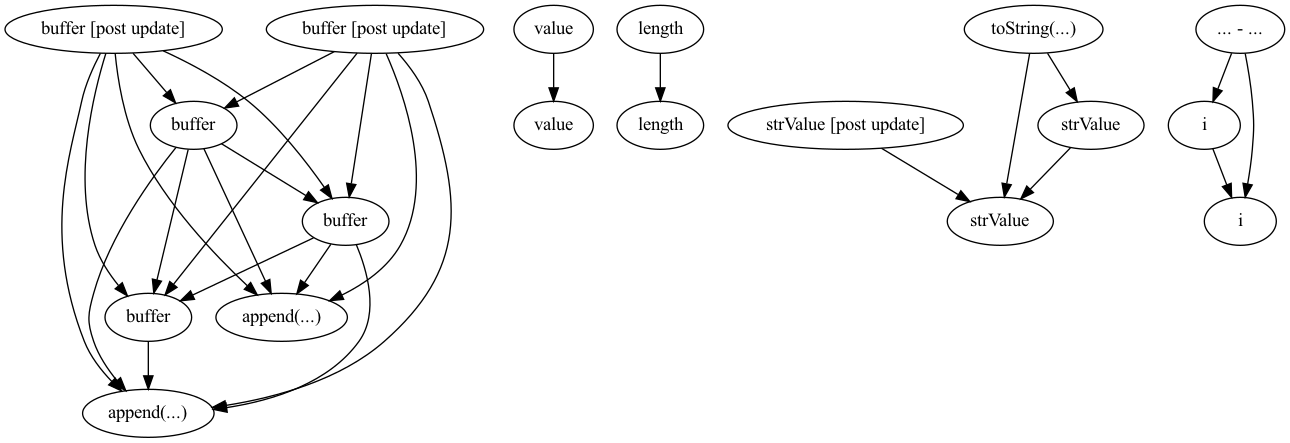 buffer [post update]
buffer [post update]
value
length
toString(...)
... - ...
buffer
value
length
strValue [post update]
strValue
i
buffer
strValue
i
buffer
append(...)
append(...)